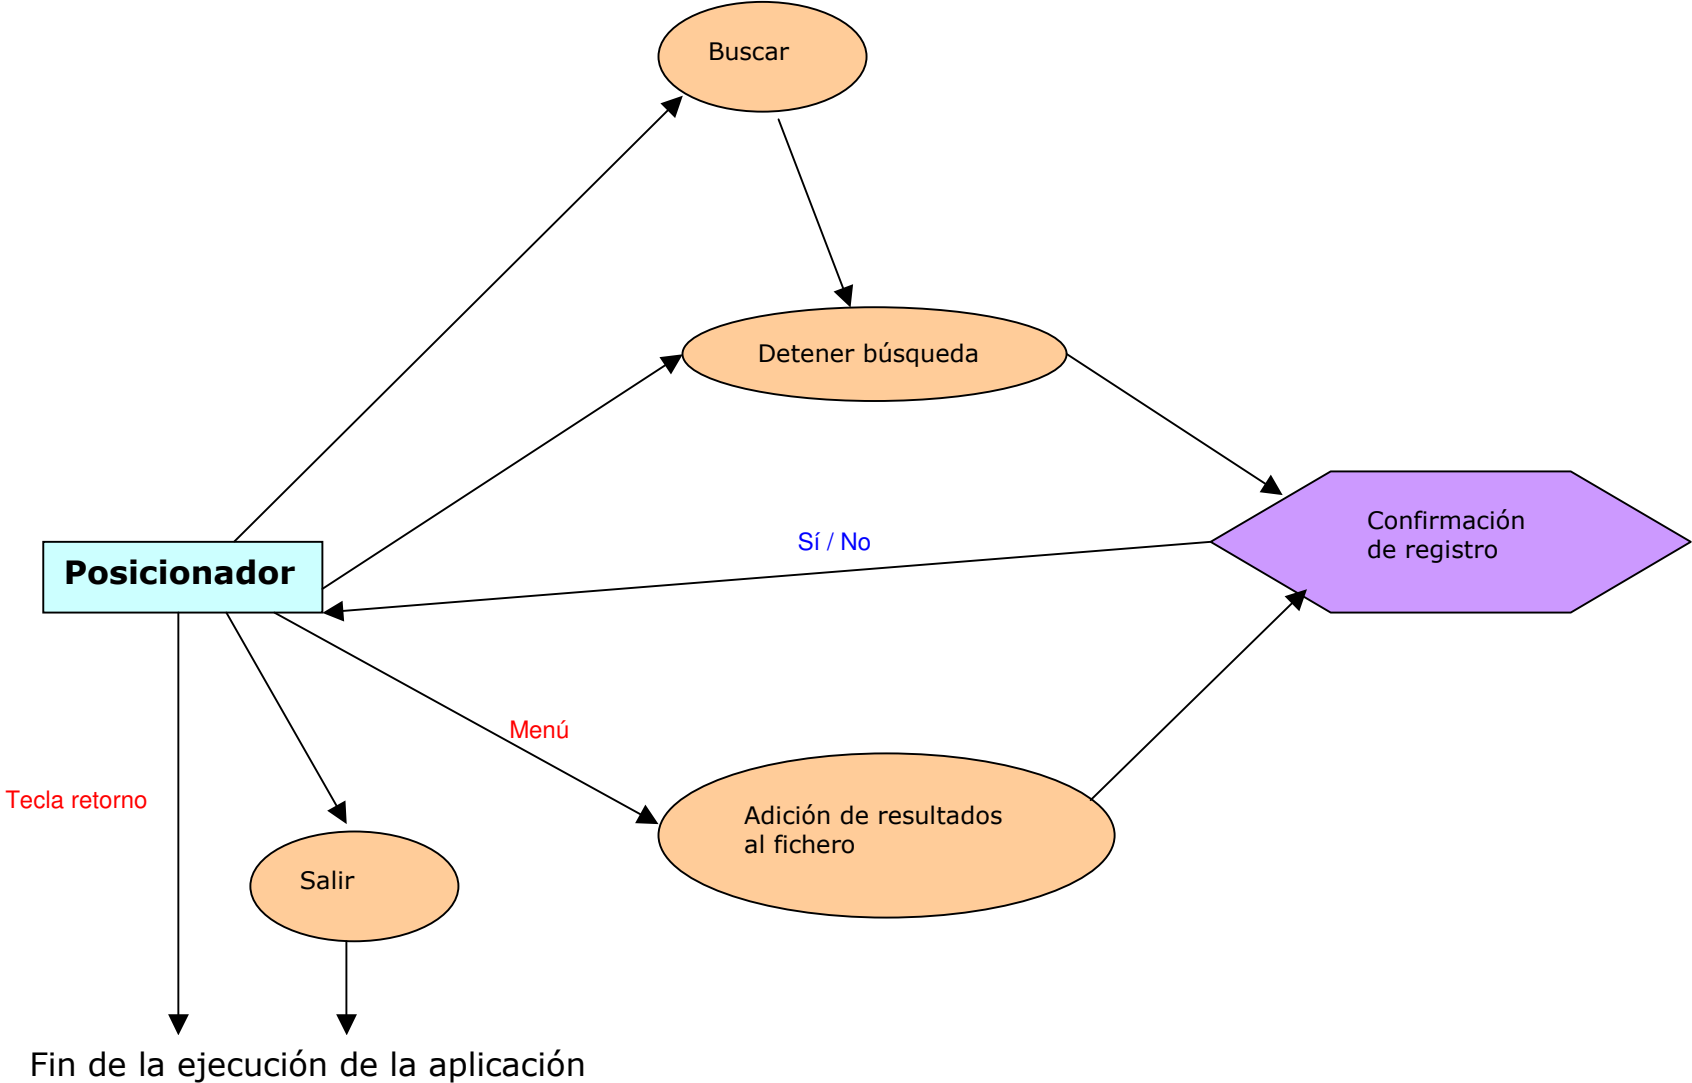 Buscar
Detener búsqueda
Confirmación
de registro
Sí / No
Posicionador
Menú
Tecla retorno
Adición de resultados
al fichero
Salir
Fin de la ejecución de la aplicación